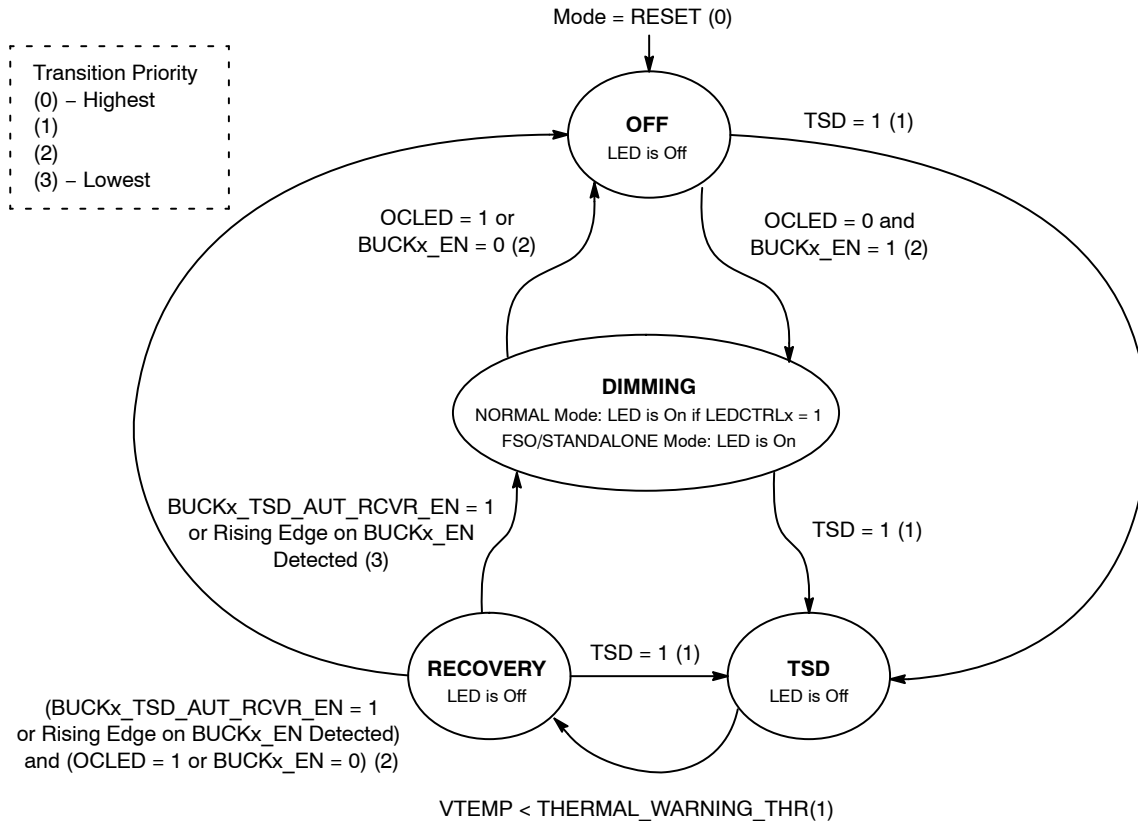 Mode = RESET (0)
Transition Priority
(0) – Highest
(1)
(2)
(3) – Lowest
OFF
LED is Off
TSD = 1 (1)
OCLED = 1 or
BUCKx_EN = 0 (2)
OCLED = 0 and
BUCKx_EN = 1 (2)
DIMMING
NORMAL Mode: LED is On if LEDCTRLx = 1
FSO/STANDALONE Mode: LED is On
BUCKx_TSD_AUT_RCVR_EN = 1
or Rising Edge on BUCKx_EN
Detected (3)
TSD = 1 (1)
RECOVERY
LED is Off
TSD = 1 (1)
TSD
LED is Off
(BUCKx_TSD_AUT_RCVR_EN = 1
or Rising Edge on BUCKx_EN Detected)
and (OCLED = 1 or BUCKx_EN = 0) (2)
VTEMP < THERMAL_WARNING_THR(1)